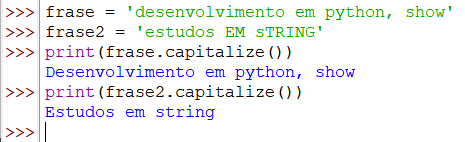 >>> frase = 'desenvolvimento em python, show'
>>> frase2 = 'estudos EM sTRING'
>>> print(frase.capitalize())
Desenvolvimento em python, show
>>> print(frase2.capitalize())
Estudos em string
>>>